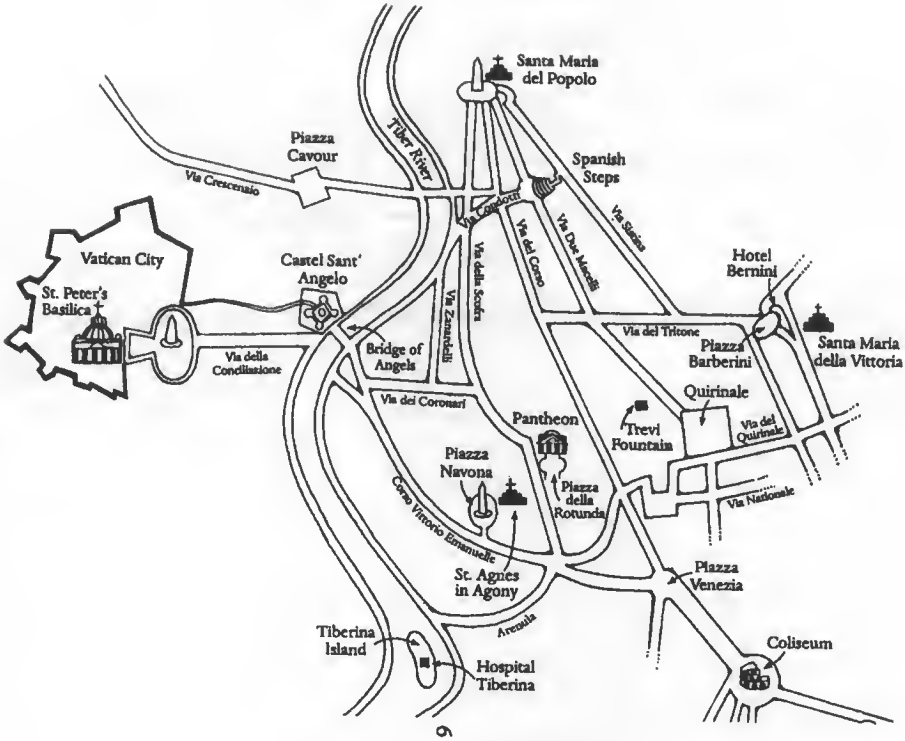 Santa Maria
del Popolo
Tiber River
Piazza
Cavour
Via Crescenzio
Spanish
Steps
Via Condotti
Via Sistina
Via del Corso
Via Due Macelli
Via della Scofra
Via Zanardelli
Hotel
Bernini
Vatican City
Castel Sant'
Angelo
St. Peter's
Basilica
Via della
Conciliazione
Bridge of
Angels
Via del Tritone
Piazza
Barberini
Santa Maria
della Vittoria
Via dei Coronari
Quirinale
Pantheon
Trevi
Fountain
Via del
Quirinale
Piazza
Navona
Piazza
della
Rotunda
Via Nationale
Corso Vittorio Emanuelle
St. Agnes
in Agony
Piazza
Venezia
Arenula
Tiberina
Island
Hospital
Tiberina
Coliseum
6